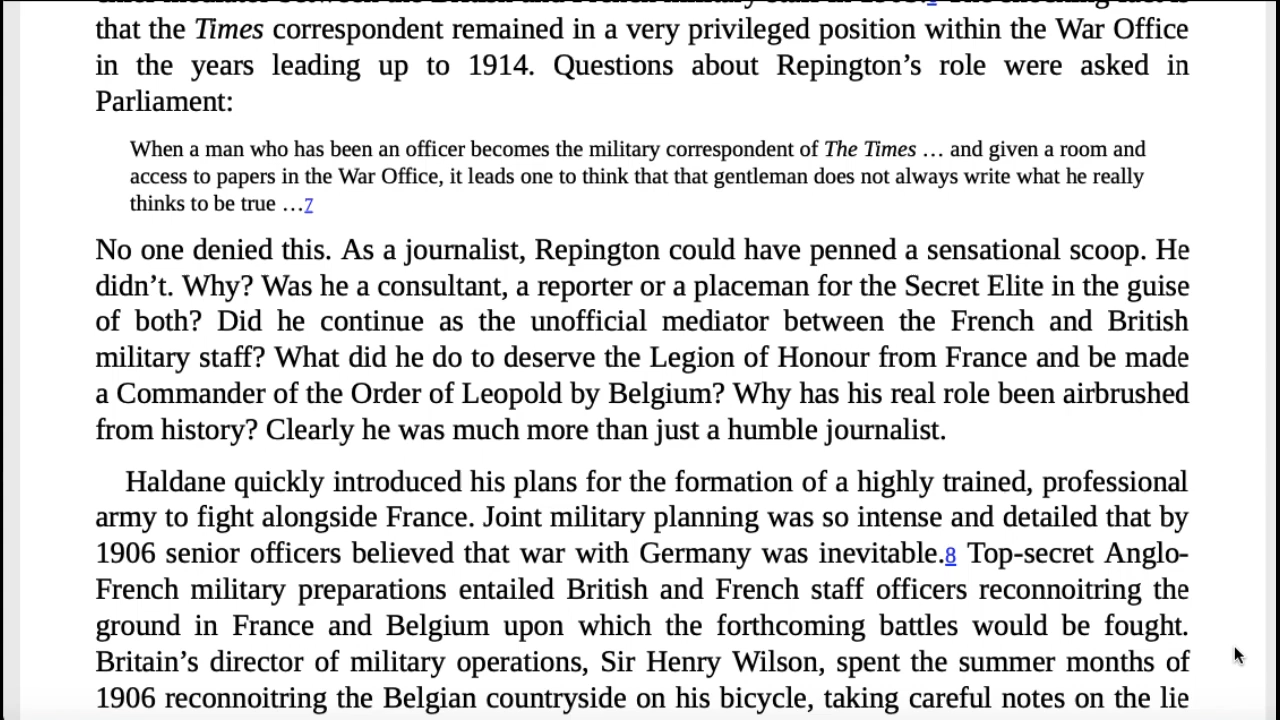 that the Times correspondent remained in a very privileged position within the War Office
in the years leading up to 1914. Questions about Repington’s role were asked in
Parliament:
When a man who has been an officer becomes the military correspondent of The Times … and given a room and
access to papers in the War Office, it leads one to think that that gentleman does not always write what he really
thinks to be true …7
No one denied this. As a journalist, Repington could have penned a sensational scoop. He
didn’t. Why? Was he a consultant, a reporter or a placeman for the Secret Elite in the guise
of both? Did he continue as the unofficial mediator between the French and British
military staff? What did he do to deserve the Legion of Honour from France and be made
a Commander of the Order of Leopold by Belgium? Why has his real role been airbrushed
from history? Clearly he was much more than just a humble journalist.
Haldane quickly introduced his plans for the formation of a highly trained, professional
army to fight alongside France. Joint military planning was so intense and detailed that by
1906 senior officers believed that war with Germany was inevitable.8 Top-secret Anglo-
French military preparations entailed British and French staff officers reconnoitring the
ground in France and Belgium upon which the forthcoming battles would be fought.
Britain’s director of military operations, Sir Henry Wilson, spent the summer months of
1906 reconnoitring the Belgian countryside on his bicycle, taking careful notes on the lie